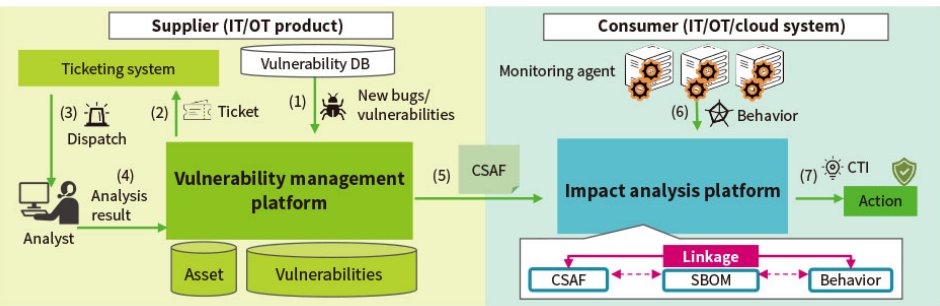 Supplier (IT/OT product)
Ticketing system
Vulnerability DB
(3)
Dispatch
(2)
Ticket
(1)
New bugs/
vulnerabilities
(4)
Analysis
result
Analyst
Vulnerability management
platform
Asset
Vulnerabilities
(5)
CSAF
Consumer (IT/OT/cloud system)
Monitoring agent
(6)
Behavior
Impact analysis platform
(7)
CTI
Action
Linkage
CSAF
SBOM
Behavior